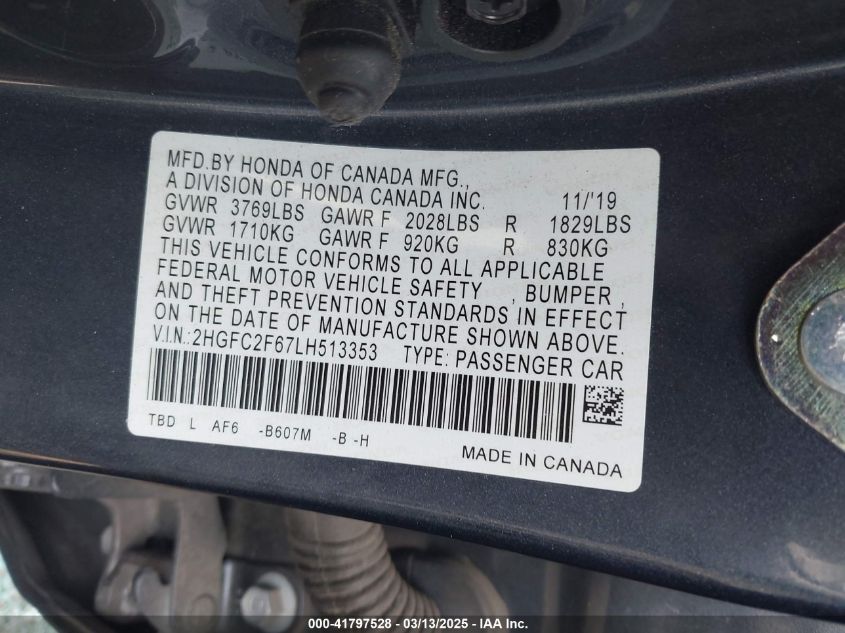 MFD.BY HONDA OF CANADA MFG.,
A DIVISION OF HONDA CANADA INC. 11/'19
GVWR 3769LBS GAWR F 2028LBS R 1829LBS
GVWR 1710KG GAWR F 920KG R 830KG
THIS VEHICLE CONFORMS TO ALL APPLICABLE
FEDERAL MOTOR VEHICLE SAFETY , BUMPER ,
AND THEFT PREVENTION STANDARDS IN EFFECT
ON THE DATE OF MANUFACTURE SHOWN ABOVE.
V.I.N.:2HGFC2F67LH513353 TYPE: PASSENGER CAR
TBD L AF6 -B607M -B -H
MADE IN CANADA
000-41797528 - 03/13/2025 - Copyright © 2025 IAA, Inc.